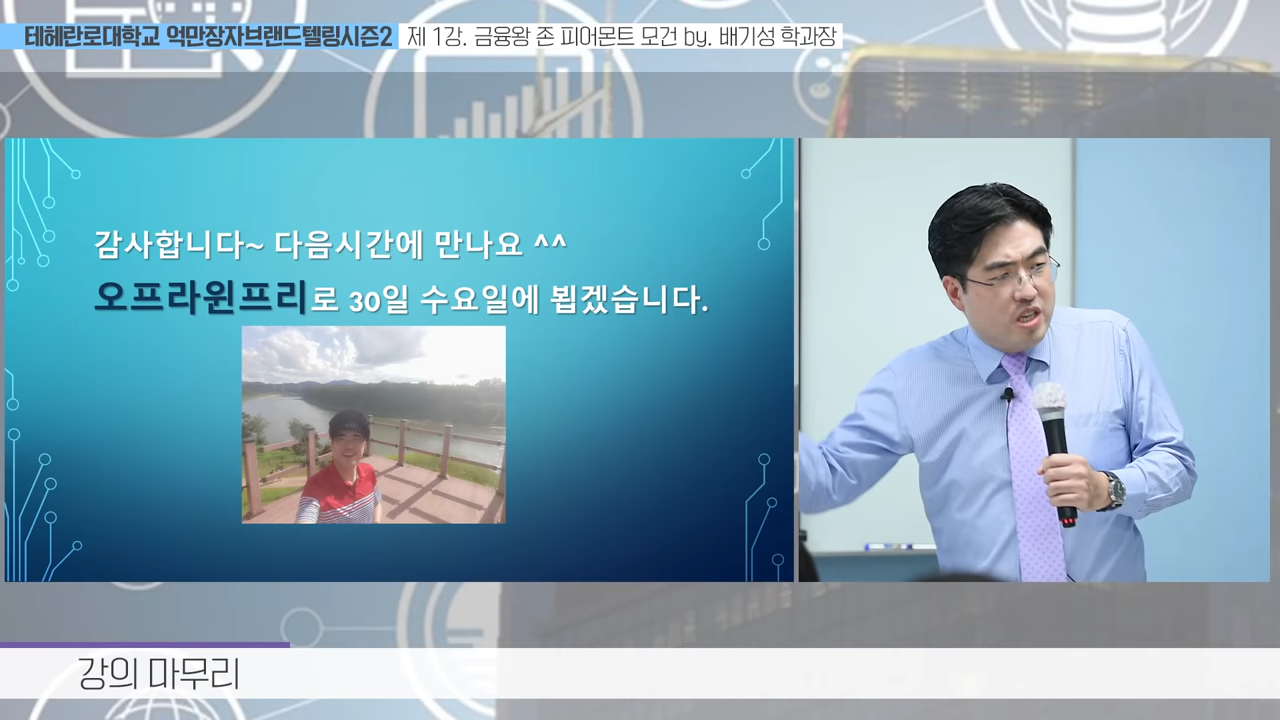 테헤란로대학교 억만장자브랜드텔링시즌2 제 1강. 금융왕 존 피어몬트 모건 by. 배기성 학과장
감사합니다~ 다음시간에 만나요 ^^
오프라윈프리로 30일 수요일에 뵙겠습니다.
강의 마무리